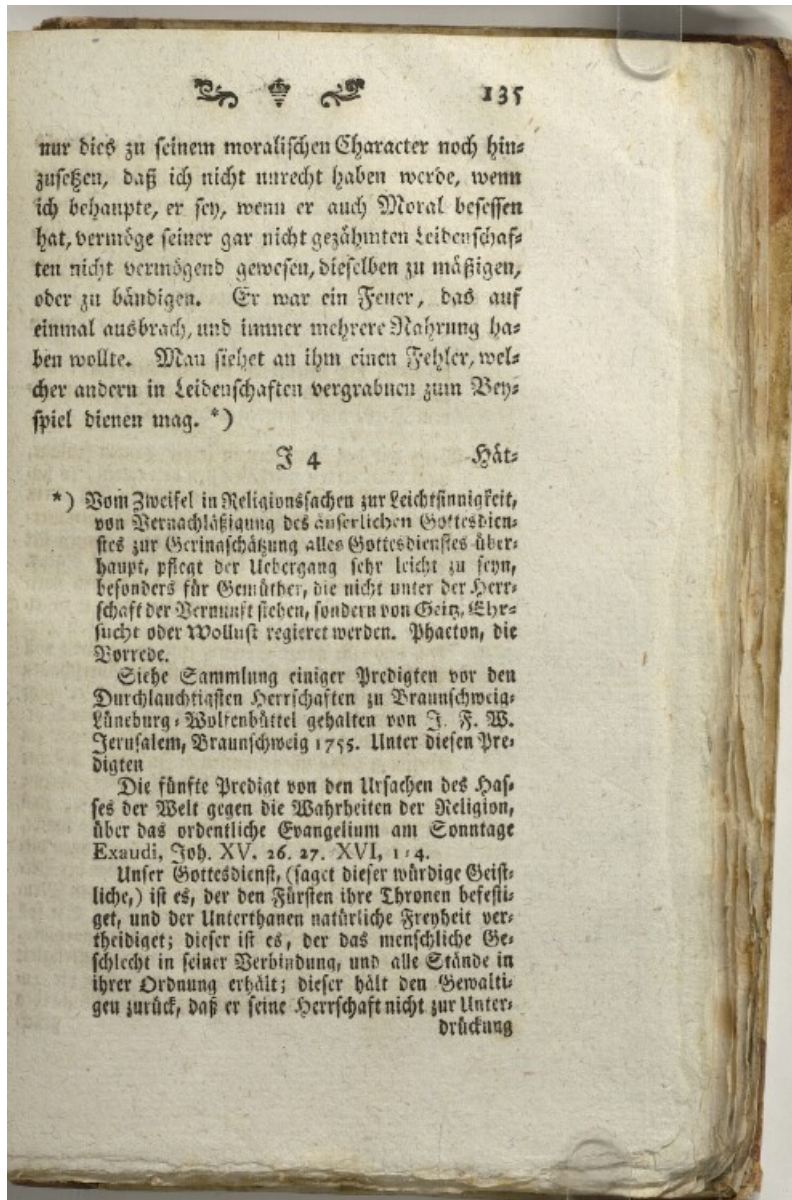 135
nur dies zu seinem moralischen Character noch hin-
zusetzen, daß ich nicht unrecht haben werde, wenn
ich behaupte, er sey, wenn er auch Moral besessen
hat, vermöge seiner gar nicht gezähmten Leidenschaf-
ten nicht vermögend gewesen, dieselben zu mäßigen,
oder zu bändigen. Er war ein Feuer, das auf
einmal ausbrach, und immer mehrere Nahrung ha-
ben wollte. Man siehet an ihm einen Fehler, wel-
cher andern in Leidenschaften vergrabnen zum Bey-
spiel dienen mag. *)
J 4 Hät-
*) Vom Zweifel in Religionssachen zur Leichtsinnigkeit,
von Vernachläßigung des äuserlichen Gottesdien-
stes zur Geringschätzung alles Gottesdienstes über-
haupt, pflegt der Uebergang sehr leicht zu seyn,
besonders für Gemüther, die nicht unter der Herr-
schaft der Vernunft stehen, sondern von Geitz, Ehr-
sucht oder Wollust regieret werden. Phaeton, die
Vorrede.
Siehe Sammlung einiger Predigten vor den
Durchlauchtigsten Herrschaften zu Braunschweig-
Lüneburg-Wolfenbüttel gehalten von J. F. W.
Jerusalem, Braunschweig 1755. Unter diesen Pre-
digten
Die fünfte Predigt von den Ursachen des Has-
ses der Welt gegen die Wahrheiten der Religion,
über das ordentliche Evangelium am Sonntage
Exaudi, Joh. XV. 26. 27. XVI, 1-4.
Unser Gottesdienst, (saget dieser würdige Geist-
liche,) ist es, der den Fürsten ihre Thronen befesti-
get, und der Unterthanen natürliche Freyheit ver-
theidiget; dieser ist es, der das menschliche Ge-
schlecht in seiner Verbindung, und alle Stände in
ihrer Ordnung erhält; dieser hält den Gewalti-
gen zurück, daß er seine Herrschaft nicht zur Unter-
drückung